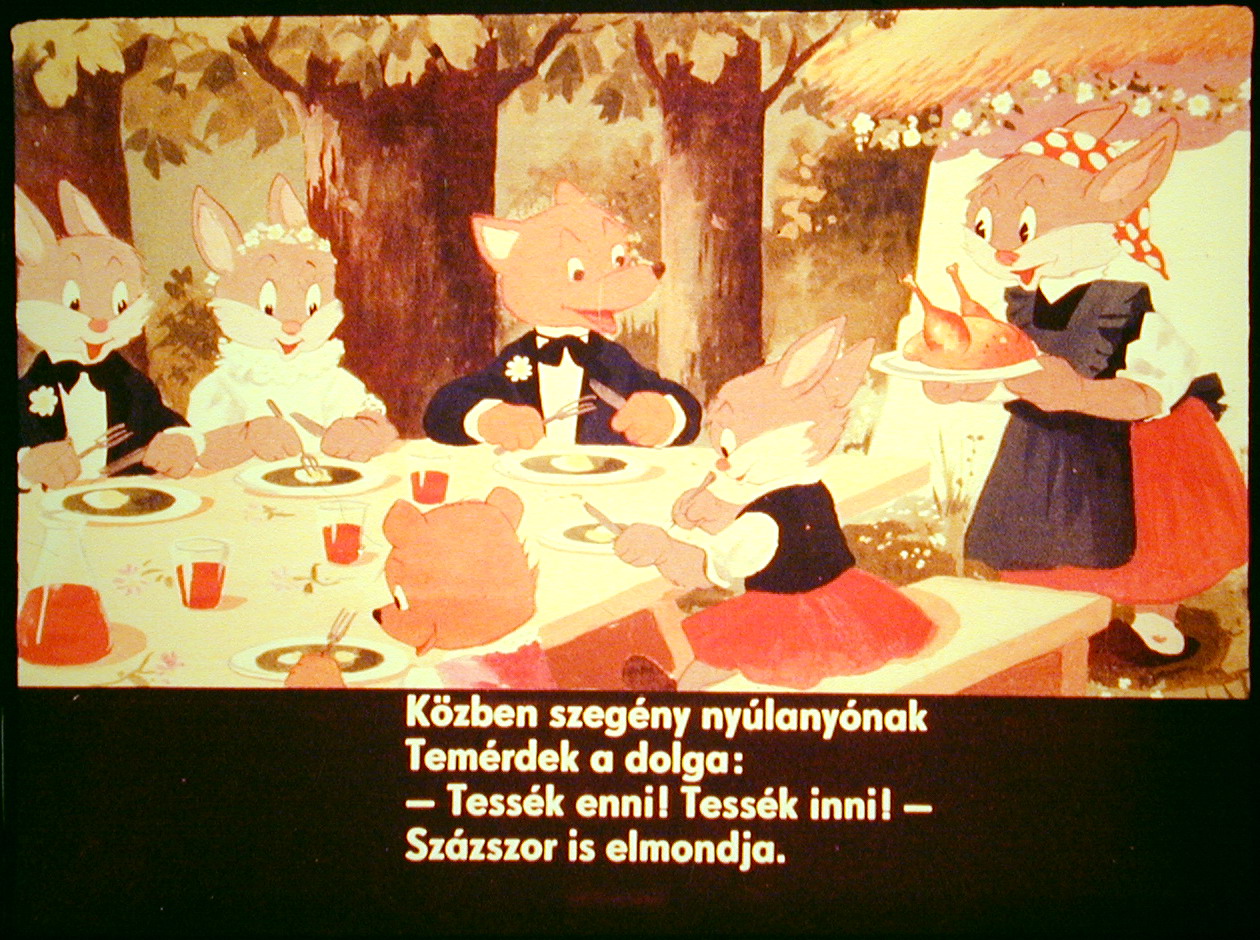 Közben szegény nyúlanyónak
Temérdek a dolga:
– Tessék enni! Tessék inni! –
Százszor is elmondja.